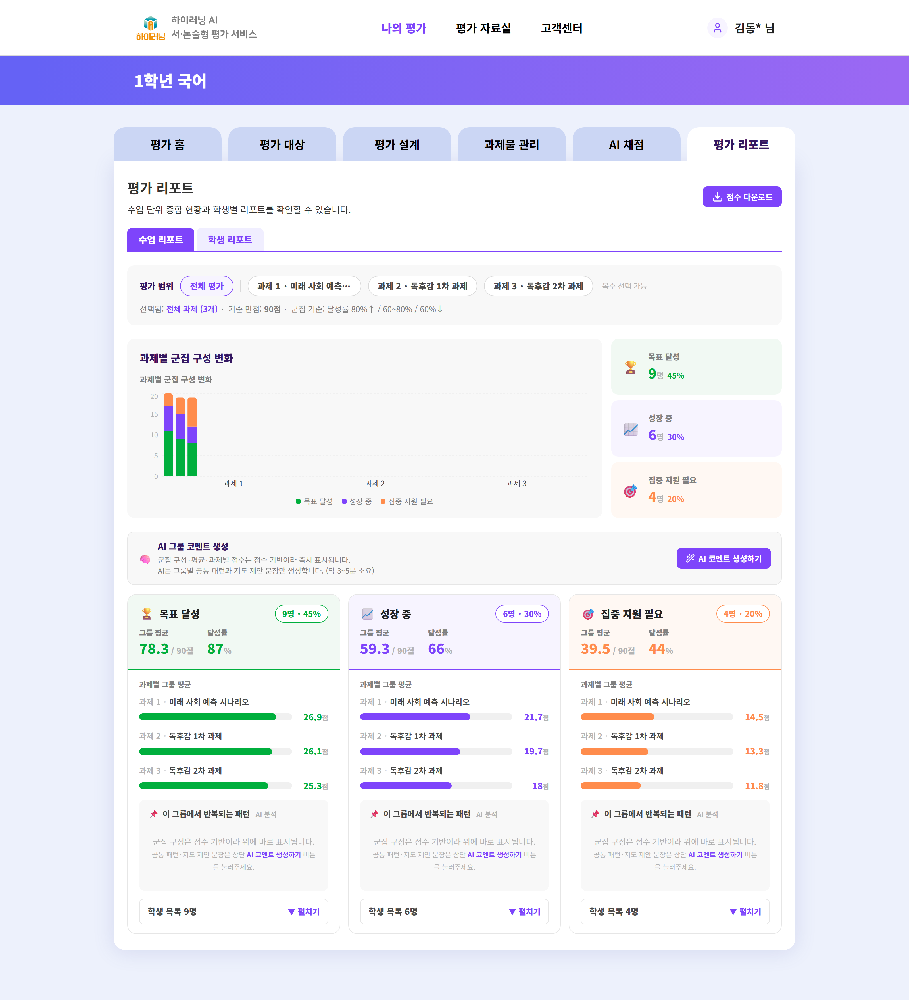 하이러닝
하이러닝 AI
서·논술형 평가 서비스
나의 평가
평가 자료실
고객센터
김동* 님
1학년 국어
평가 홈
평가 대상
평가 설계
과제물 관리
AI 채점
평가 리포트
평가 리포트
수업 단위 종합 현황과 학생별 리포트를 확인할 수 있습니다.
점수 다운로드
수업 리포트
학생 리포트
평가 범위
전체 평가
과제 1 · 미래 사회 예측…
과제 2 · 독후감 1차 과제
과제 3 · 독후감 2차 과제
복수 선택 가능
선택됨: 전체 과제 (3개) · 기준 만점: 90점 · 군집 기준: 달성률 80%↑ / 60~80% / 60%↓
과제별 군집 구성 변화
과제별 군집 구성 변화
20
15
10
5
0
과제 1
과제 2
과제 3
목표 달성
성장 중
집중 지원 필요
목표 달성
9명 45%
성장 중
6명 30%
집중 지원 필요
4명 20%
AI 그룹 코멘트 생성
군집 구성·평균·과제별 점수는 점수 기반이라 즉시 표시됩니다.
AI는 그룹별 공통 패턴과 지도 제안 문장만 생성합니다. (약 3~5분 소요)
AI 코멘트 생성하기
목표 달성
9명 · 45%
그룹 평균
달성률
78.3 / 90점
87%
과제별 그룹 평균
과제 1 · 미래 사회 예측 시나리오
26.9점
과제 2 · 독후감 1차 과제
26.1점
과제 3 · 독후감 2차 과제
25.3점
이 그룹에서 반복되는 패턴 AI 분석
군집 구성은 점수 기반이라 위에 바로 표시됩니다.
공통 패턴·지도 제안 문장은 상단 AI 코멘트 생성하기 버튼
을 눌러주세요.
학생 목록 9명
▼ 펼치기
성장 중
6명 · 30%
그룹 평균
달성률
59.3 / 90점
66%
과제별 그룹 평균
과제 1 · 미래 사회 예측 시나리오
21.7점
과제 2 · 독후감 1차 과제
19.7점
과제 3 · 독후감 2차 과제
18점
이 그룹에서 반복되는 패턴 AI 분석
군집 구성은 점수 기반이라 위에 바로 표시됩니다.
공통 패턴·지도 제안 문장은 상단 AI 코멘트 생성하기 버튼
을 눌러주세요.
학생 목록 6명
▼ 펼치기
집중 지원 필요
4명 · 20%
그룹 평균
달성률
39.5 / 90점
44%
과제별 그룹 평균
과제 1 · 미래 사회 예측 시나리오
14.5점
과제 2 · 독후감 1차 과제
13.3점
과제 3 · 독후감 2차 과제
11.8점
이 그룹에서 반복되는 패턴 AI 분석
군집 구성은 점수 기반이라 위에 바로 표시됩니다.
공통 패턴·지도 제안 문장은 상단 AI 코멘트 생성하기 버튼
을 눌러주세요.
학생 목록 4명
▼ 펼치기